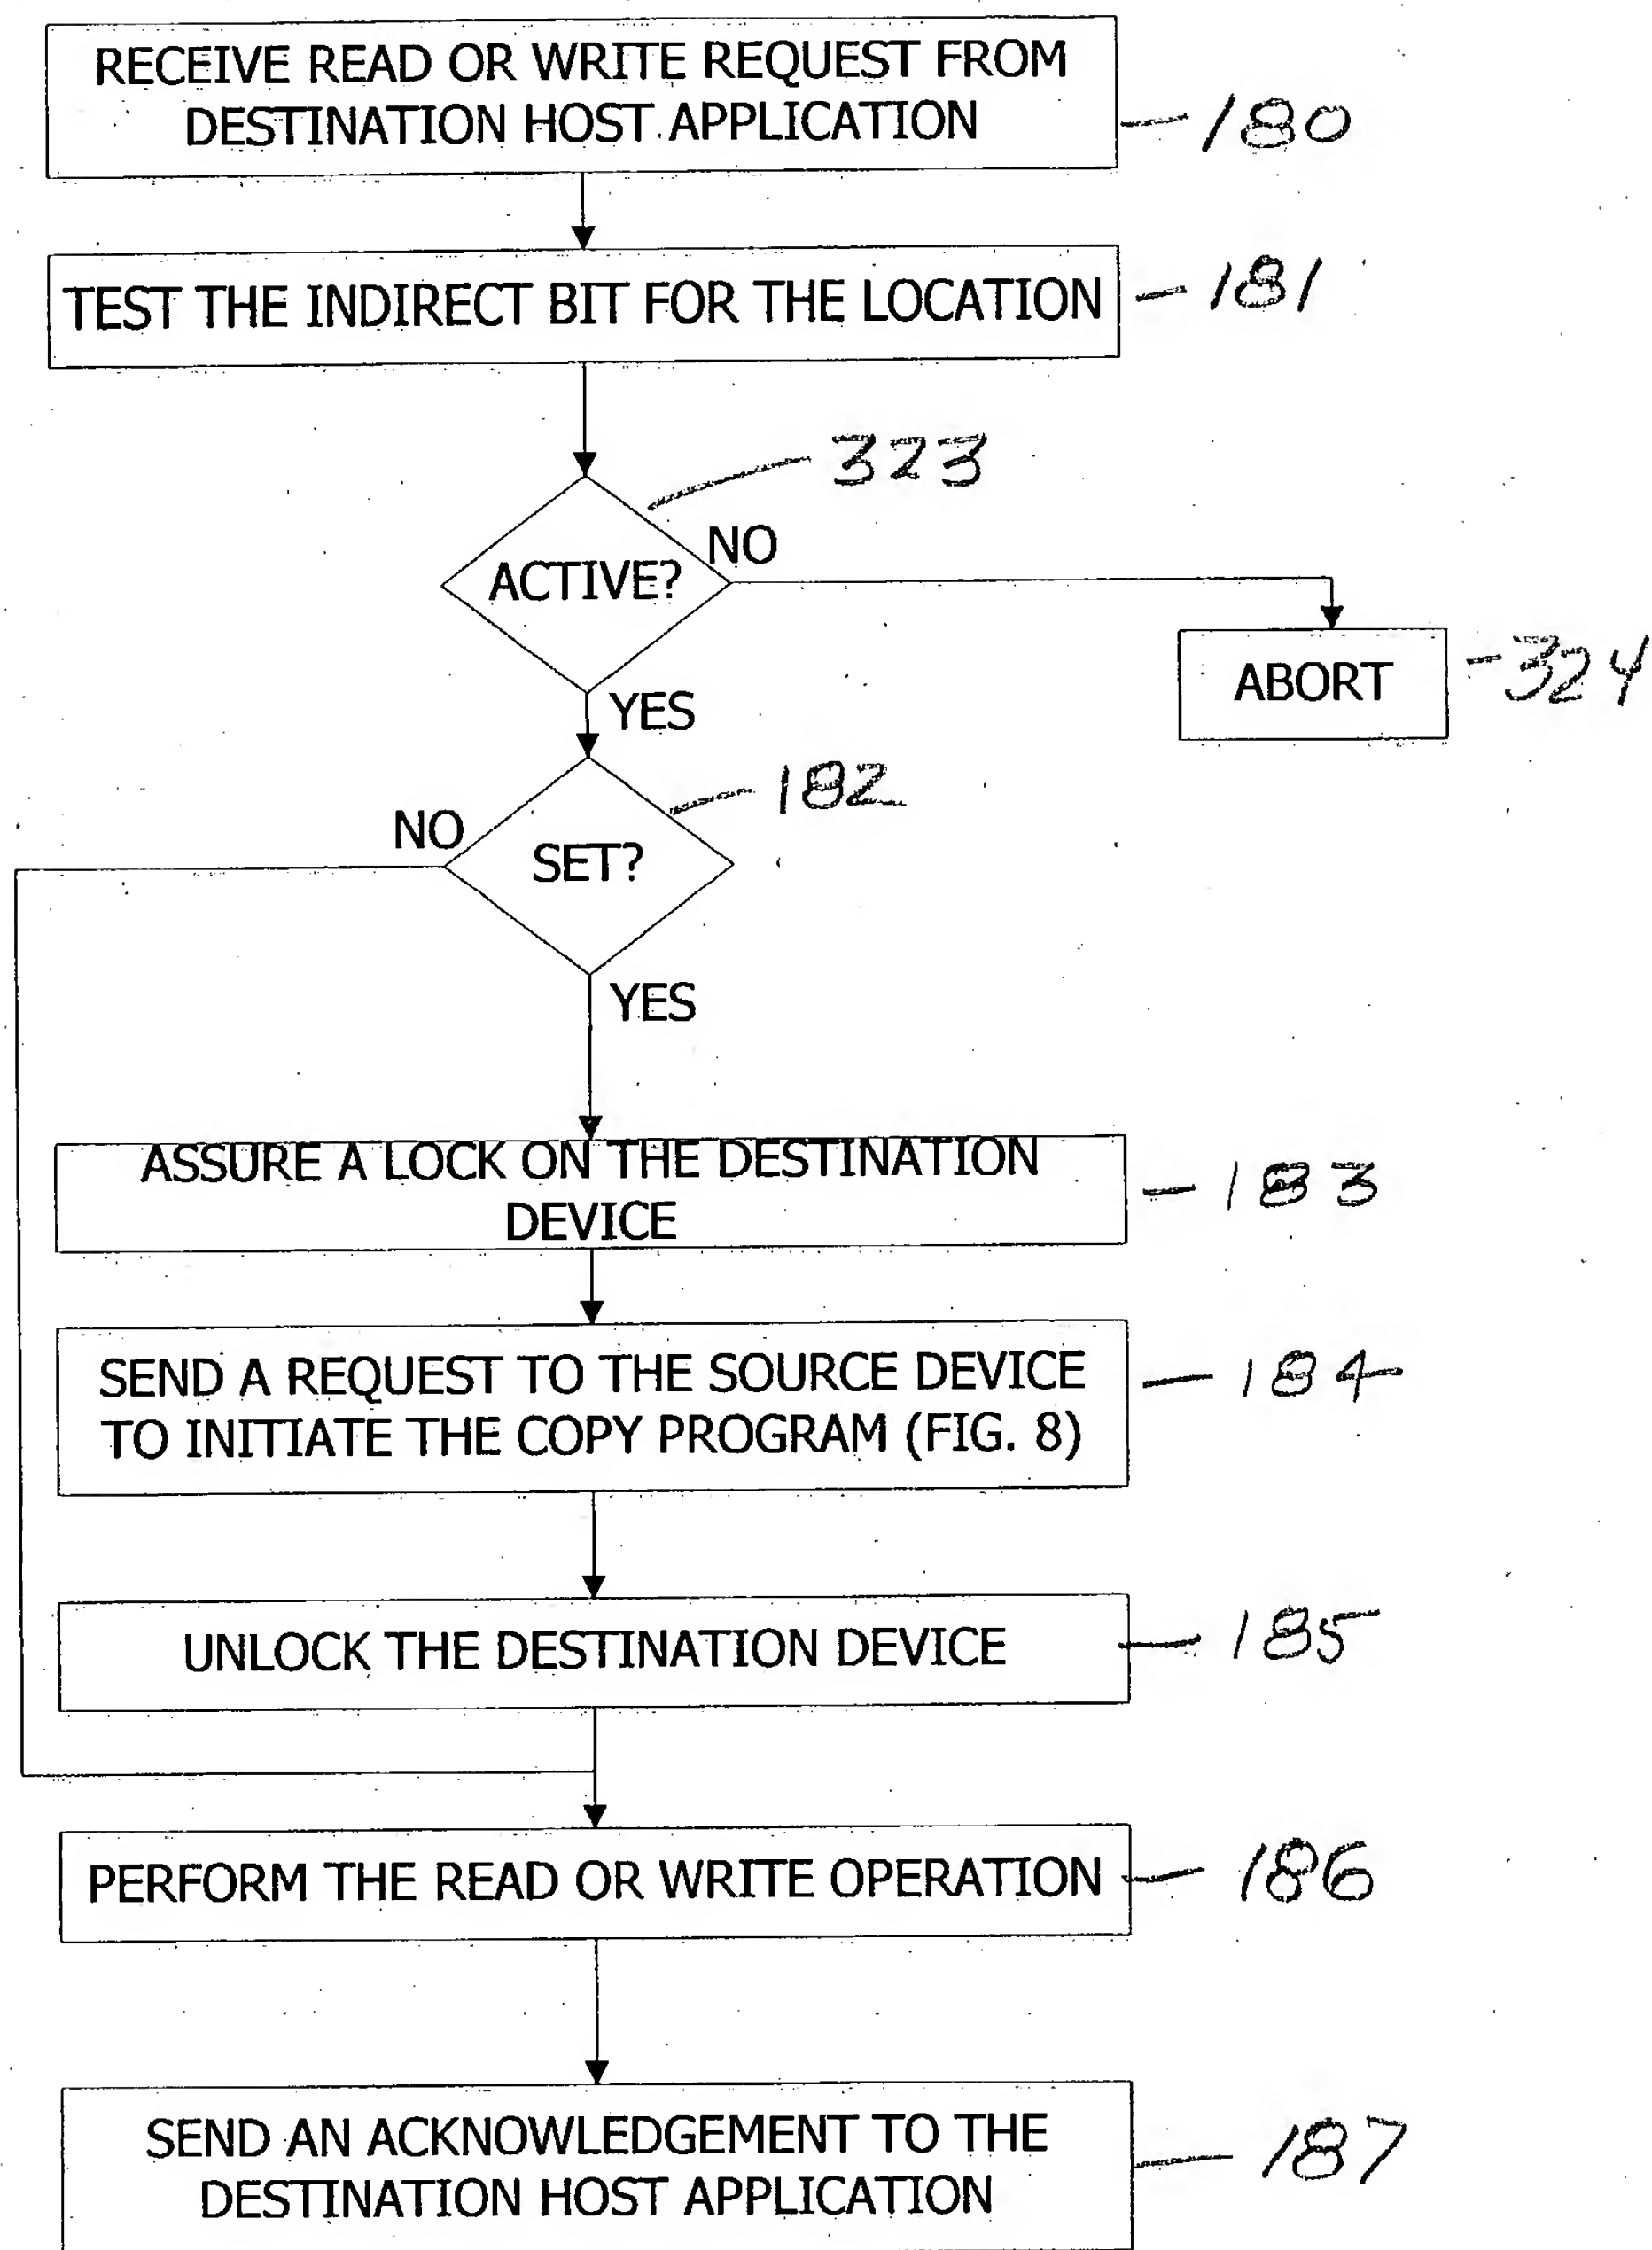 RECEIVE READ OR WRITE REQUEST FROM
DESTINATION HOST APPLICATION
180
TEST THE INDIRECT BIT FOR THE LOCATION
181
323
ACTIVE?
NO
ABORT
324
YES
182
NO
SET?
YES
ASSURE A LOCK ON THE DESTINATION
DEVICE
183
SEND A REQUEST TO THE SOURCE DEVICE
TO INITIATE THE COPY PROGRAM (FIG. 8)
184
UNLOCK THE DESTINATION DEVICE
185
PERFORM THE READ OR WRITE OPERATION
186
SEND AN ACKNOWLEDGEMENT TO THE
DESTINATION HOST APPLICATION
187